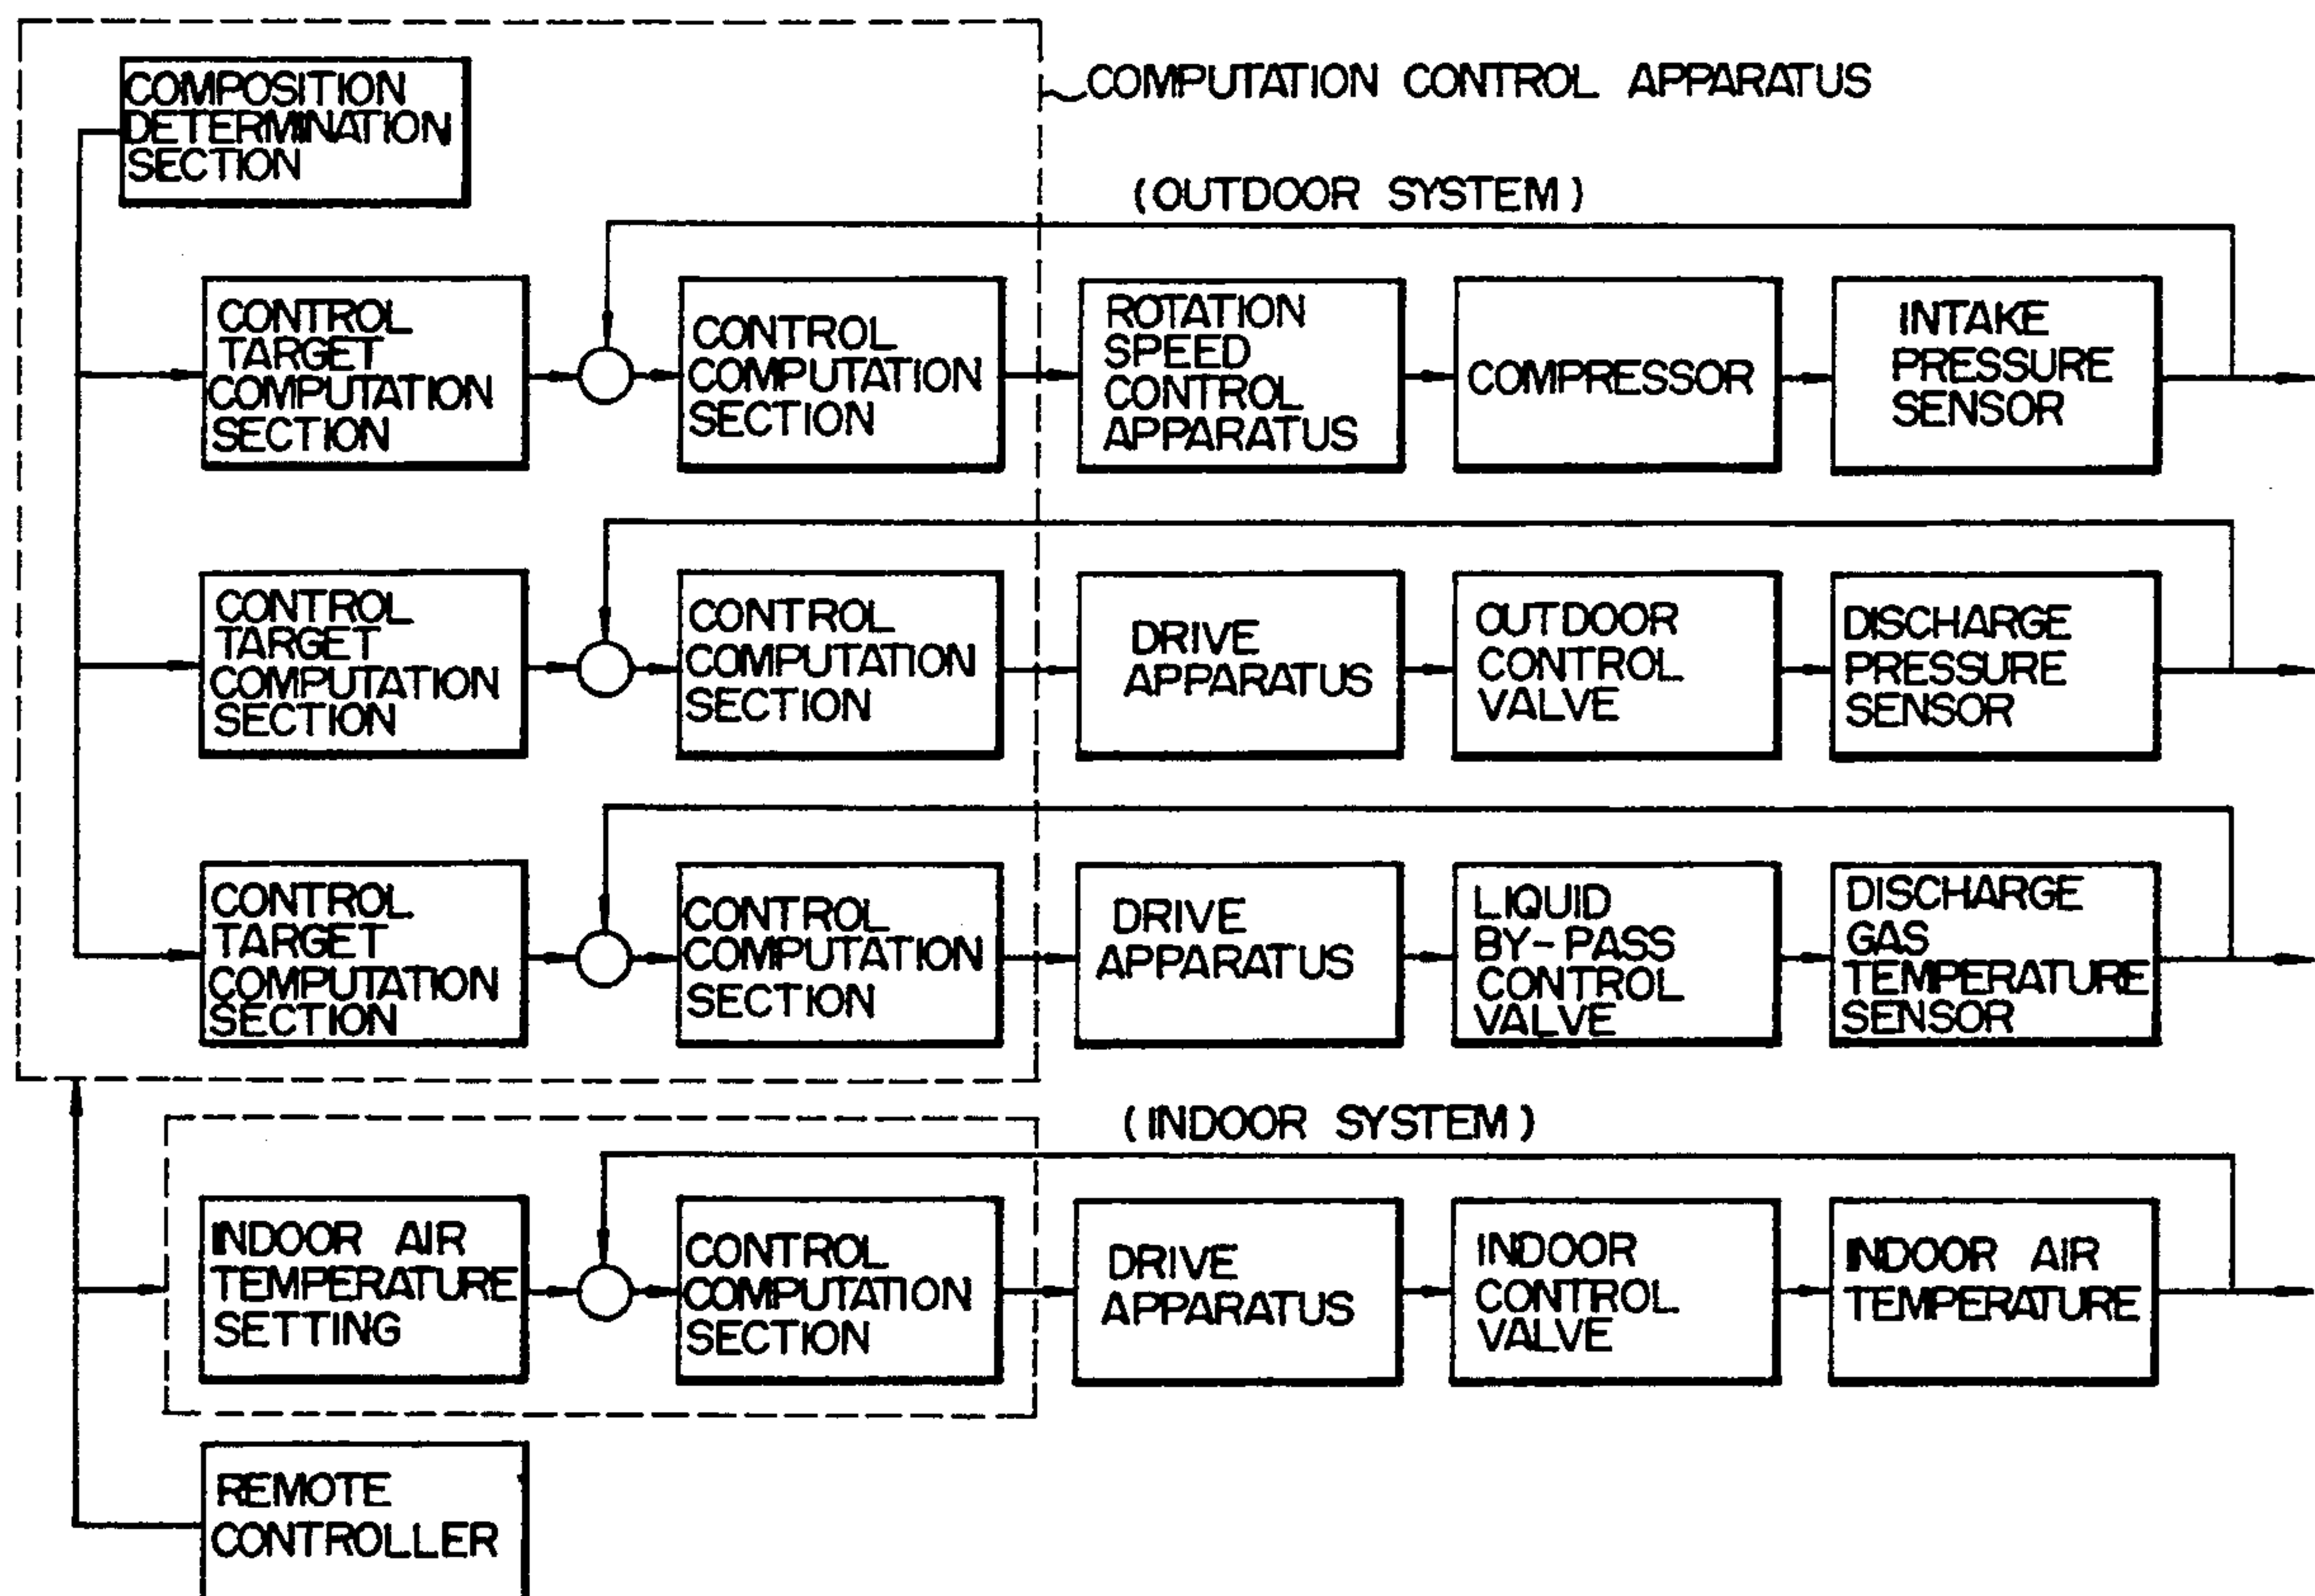 COMPOSITION
DETERMINATION
SECTION
COMPUTATION CONTROL APPARATUS
(OUTDOOR SYSTEM)
CONTROL
TARGET
COMPUTATION
SECTION
CONTROL
COMPUTATION
SECTION
ROTATION
SPEED
CONTROL
APPARATUS
COMPRESSOR
INTAKE
PRESSURE
SENSOR
CONTROL
TARGET
COMPUTATION
SECTION
CONTROL
COMPUTATION
SECTION
DRIVE
APPARATUS
OUTDOOR
CONTROL
VALVE
DISCHARGE
PRESSURE
SENSOR
CONTROL
TARGET
COMPUTATION
SECTION
CONTROL
COMPUTATION
SECTION
DRIVE
APPARATUS
LIQUID
BY-PASS
CONTROL
VALVE
DISCHARGE
GAS
TEMPERATURE
SENSOR
(INDOOR SYSTEM)
INDOOR AIR
TEMPERATURE
SETTING
CONTROL
COMPUTATION
SECTION
DRIVE
APPARATUS
INDOOR
CONTROL
VALVE
INDOOR AIR
TEMPERATURE
REMOTE
CONTROLLER